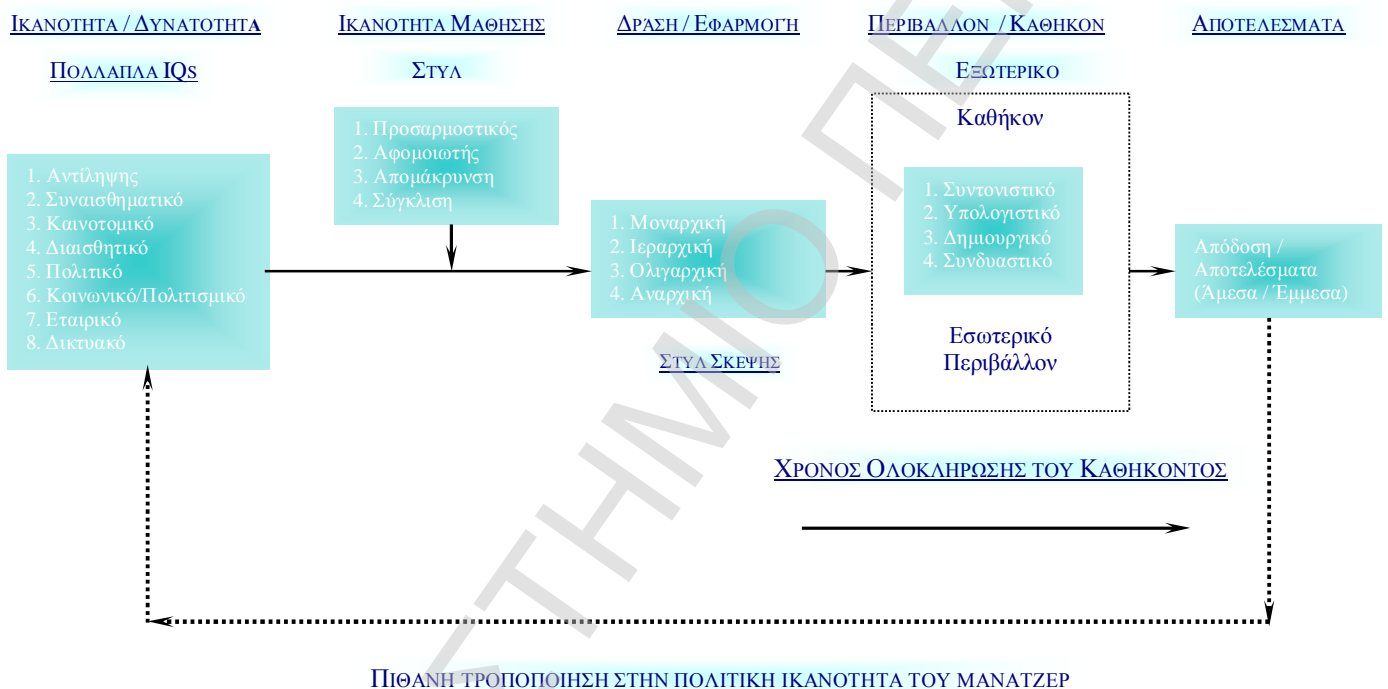 ΙΚΑΝΟΤΗΤΑ / ΔΥΝΑΤΟΤΗΤΑ
ΠΟΛΛΑΠΛΑ IQs
1. Αντίληψης
2. Συναισθηματικό
3. Καινοτομικό
4. Διαισθητικό
5. Πολιτικό
6. Κοινωνικό/Πολιτισμικό
7. Εταιρικό
8. Δικτυακό
ΙΚΑΝΟΤΗΤΑ ΜΑΘΗΣΗΣ
ΣΤΥΛ
1. Προσαρμοστικός
2. Αφομοιωτής
3. Απομάκρυνση
4. Σύγκλιση
ΔΡΆΣΗ / ΕΦΑΡΜΟΓΗ
1. Μοναρχική
2. Ιεραρχική
3. Ολιγαρχική
4. Αναρχική
ΣΤΥΛ ΣΚΕΨΗΣ
ΠΕΡΙΒΑΛΛΟΝ / ΚΑΘΗΚΟΝ
ΕΞΩΤΕΡΙΚΟ
Καθήκον
1. Συντονιστικό
2. Υπολογιστικό
3. Δημιουργικό
4. Συνδυαστικό
Εσωτερικό
Περιβάλλον
ΑΠΟΤΕΛΕΣΜΑΤΑ
Απόδοση /
Αποτελέσματα
(Άμεσα / Έμμεσα)
ΧΡΟΝΟΣ ΟΛΟΚΛΗΡΩΣΗΣ ΤΟΥ ΚΑΘΗΚΟΝΤΟΣ
ΠΙΘΑΝΗ ΤΡΟΠΟΠΟΙΗΣΗ ΣΤΗΝ ΠΟΛΙΤΙΚΗ ΙΚΑΝΟΤΗΤΑ ΤΟΥ ΜΑΝΑΤΖΕΡ